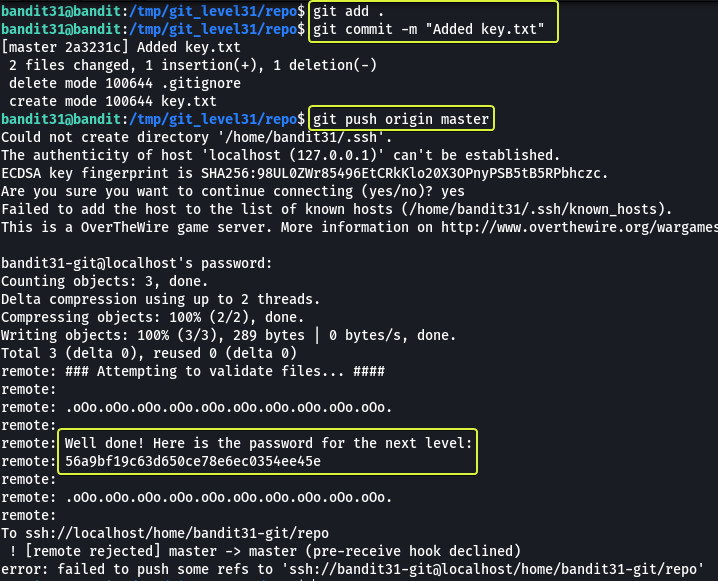 bandit31@bandit:/tmp/git_level31/repo$ git add .
bandit31@bandit:/tmp/git_level31/repo$ git commit -m "Added key.txt"
[master 2a3231c] Added key.txt
 2 files changed, 1 insertion(+), 1 deletion(-)
 delete mode 100644 .gitignore
 create mode 100644 key.txt
bandit31@bandit:/tmp/git_level31/repo$ git push origin master
Could not create directory '/home/bandit31/.ssh'.
The authenticity of host 'localhost (127.0.0.1)' can't be established.
ECDSA key fingerprint is SHA256:98UL0ZWr85496EtCRkKlo20X3OPnyPSB5tB5RPbhczc.
Are you sure you want to continue connecting (yes/no)? yes
Failed to add the host to the list of known hosts (/home/bandit31/.ssh/known_hosts).
This is a OverTheWire game server. More information on http://www.overthewire.org/wargames
bandit31-git@localhost's password:
Counting objects: 3, done.
Delta compression using up to 2 threads.
Compressing objects: 100% (2/2), done.
Writing objects: 100% (3/3), 289 bytes | 0 bytes/s, done.
Total 3 (delta 0), reused 0 (delta 0)
remote: ### Attempting to validate files... ####
remote:
remote: .oOo.oOo.oOo.oOo.oOo.oOo.oOo.oOo.oOo.oOo.
remote:
remote: Well done! Here is the password for the next level:
remote: 56a9bf19c63d650ce78e6ec0354ee45e
remote:
remote: .oOo.oOo.oOo.oOo.oOo.oOo.oOo.oOo.oOo.oOo.
remote:
To ssh://localhost/home/bandit31-git/repo
 ! [remote rejected] master -> master (pre-receive hook declined)
error: failed to push some refs to 'ssh://bandit31-git@localhost/home/bandit31-git/repo'